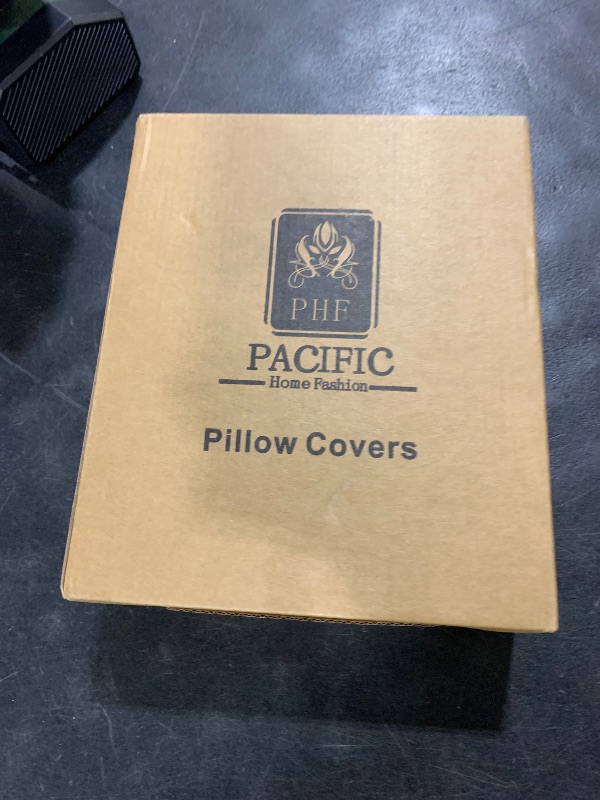 PHF
PACIFIC
Home Fashion
Pillow Covers